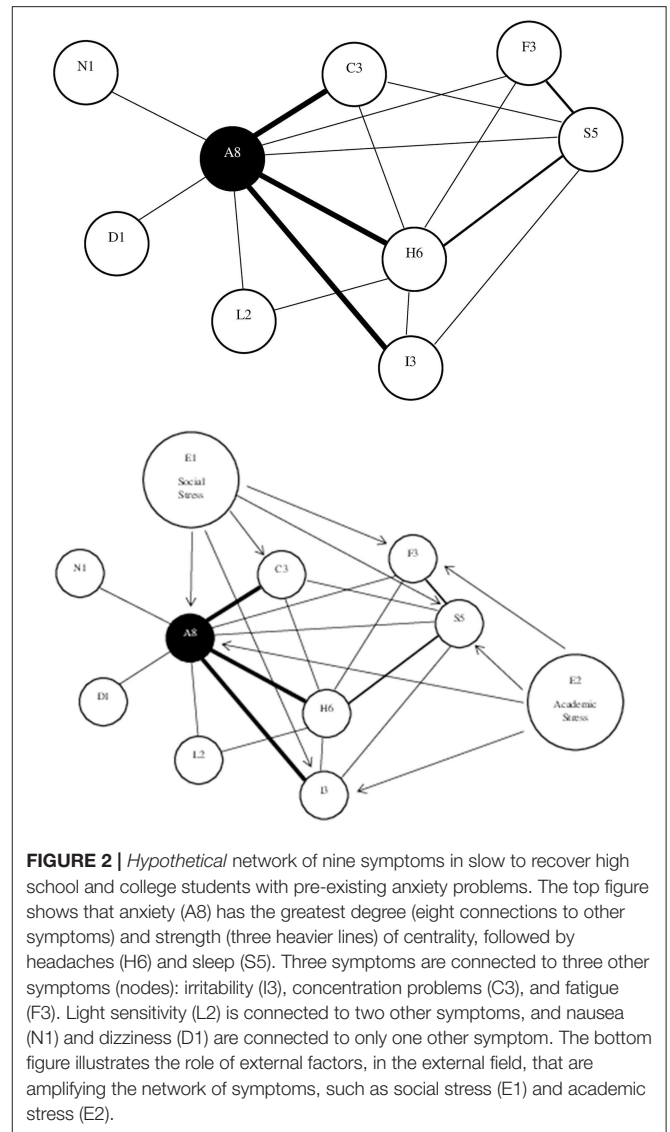 F3
N1
C3
S5
A8
D1
H6
L2
I3
E1
Social
Stress
N1
C3
F3
A8
S5
E2
D1
Academic
H6
Stress
L2
I3
FIGURE 2 | Hypothetical network of nine symptoms in slow to recover high
school and college students with pre-existing anxiety problems. The top figure
shows that anxiety (A8) has the greatest degree (eight connections to other
symptoms) and strength (three heavier lines) of centrality, followed by
headaches (H6) and sleep (S5). Three symptoms are connected to three other
symptoms (nodes): irritability (I3), concentration problems (C3), and fatigue
(F3). Light sensitivity (L2) is connected to two other symptoms, and nausea
(N1) and dizziness (D1) are connected to only one other symptom. The bottom
figure illustrates the role of external factors, in the external field, that are
amplifying the network of symptoms, such as social stress (E1) and academic
stress (E2).